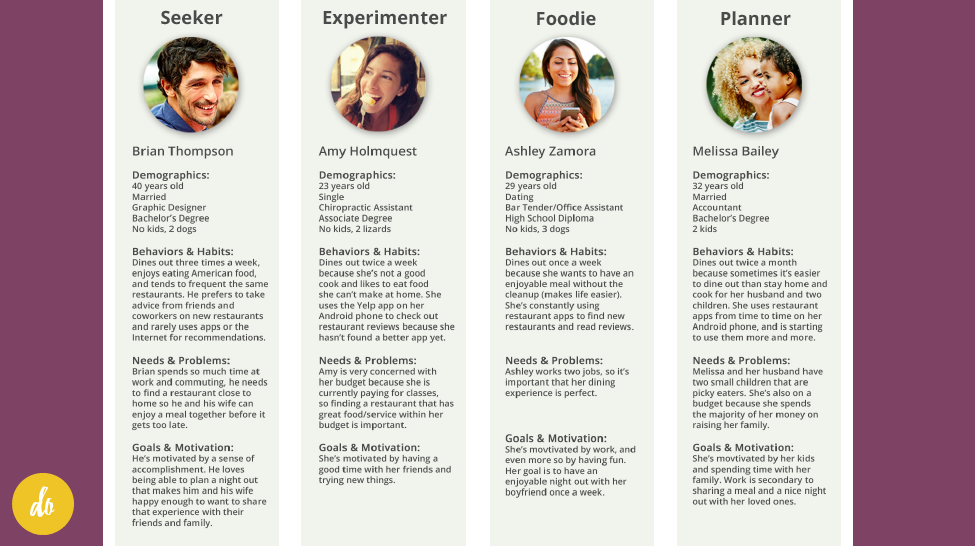 Seeker
Brian Thompson
Demographics:
40 years old
Married
Graphic Designer
Bachelor's Degree
No kids, 2 dogs
Behaviors & Habits:
Dines out three times a week,
enjoys eating American food,
and tends to frequent the same
restaurants. He prefers to take
advice from friends and
coworkers on new restaurants
and rarely uses apps or the
Internet for recommendations.
Needs & Problems:
Brian spends so much time at
work and commuting, he needs
to find a restaurant close to
home so he and his wife can
enjoy a meal together before it
gets too late.
Goals & Motivation:
He's motivated by a sense of
accomplishment. He loves
being able to plan a night out
that makes him and his wife
happy enough to want to share
that experience with their
friends and family.
Experimenter
Amy Holmquest
Demographics:
23 years old
Single
Chiropractic Assistant
Associate Degree
No kids, 2 lizards
Behaviors & Habits:
Dines out twice a week
because she's not a good
cook and likes to eat food
she can't make at home. She
uses the Yelp app on her
Android phone to check out
restaurant reviews because she
hasn't found a better app yet.
Needs & Problems:
Amy is very concerned with
her budget because she is
currently paying for classes,
so finding a restaurant that has
great food/service within her
budget is important.
Goals & Motivation:
She's motivated by having a
good time with her friends and
trying new things.
Foodie
Ashley Zamora
Demographics:
29 years old
Dating
Bar Tender/Office Assistant
High School Diploma
No kids, 3 dogs
Behaviors & Habits:
Dines out once a week
because she wants to have an
enjoyable meal without the
cleanup (makes life easier).
She's constantly using
restaurant apps to find new
restaurants and read reviews.
Needs & Problems:
Ashley works two jobs, so it's
important that her dining
experience is perfect.
Goals & Motivation:
She's movtivated by work, and
even more so by having fun.
Her goal is to have an
enjoyable night out with her
boyfriend once a week.
Planner
Melissa Bailey
Demographics:
32 years old
Married
Accountant
Bachelor's Degree
2 kids
Behaviors & Habits:
Dines out twice a month
because sometimes it's easier
to dine out than stay home and
cook for her husband and two
children. She uses restaurant
apps from time to time on her
Android phone, and is starting
to use them more and more.
Needs & Problems:
Melissa and her husband have
two small children that are
picky eaters. She's also on a
budget because she spends
the majority of her money on
raising her family.
Goals & Motivation:
She's movtivated by her kids
and spending time with her
family. Work is secondary to
sharing a meal and a nice night
out with her loved ones.
do